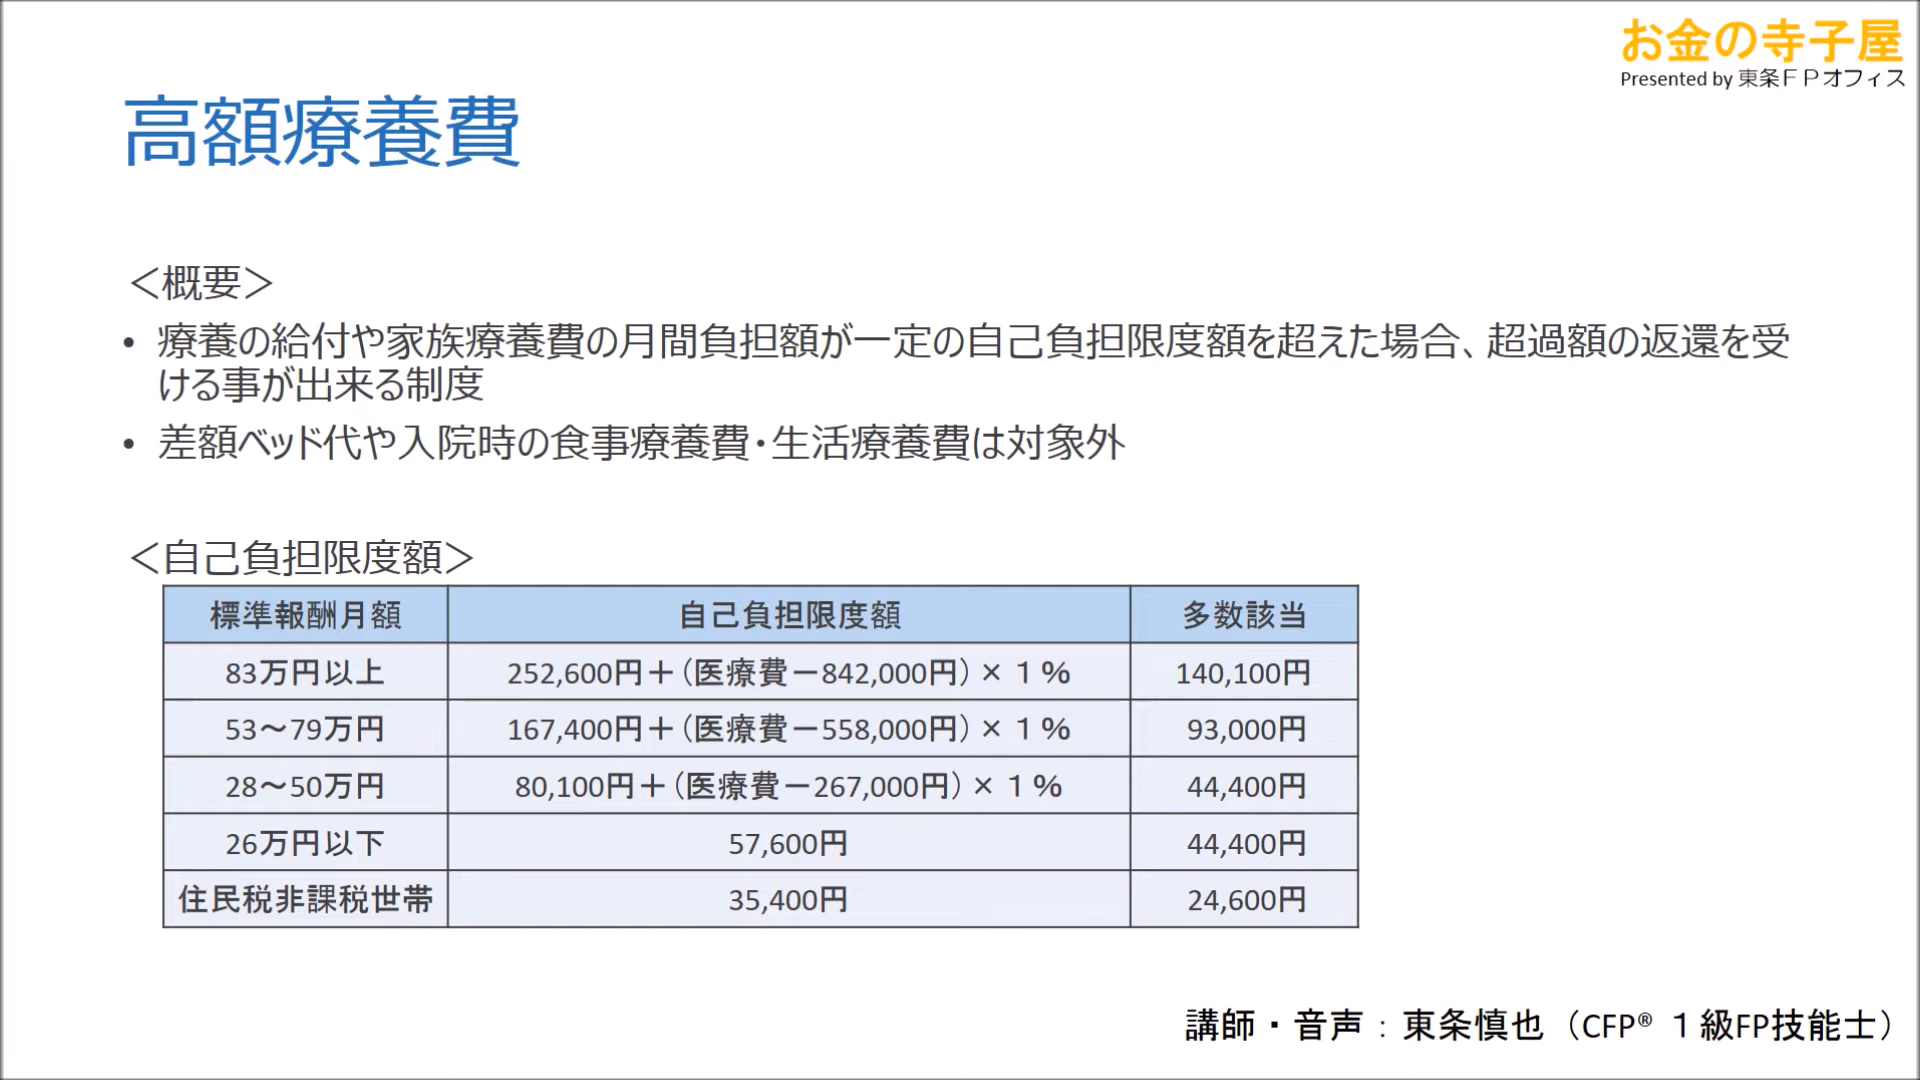 お金の寺子屋
Presented by 東条ＦＰオフィス
高額療養費
＜概要＞
• 療養の給付や家族療養費の月間負担額が一定の自己負担限度額を超えた場合、超過額の返還を受
ける事が出来る制度
• 差額ベッド代や入院時の食事療養費・生活療養費は対象外
＜自己負担限度額＞
標準報酬月額 自己負担限度額 多数該当
83万円以上 252,600円＋（医療費－842,000円）×１％ 140,100円
53～79万円 167,400円＋（医療費－558,000円）×１％ 93,000円
28～50万円 80,100円＋（医療費－267,000円）×１％ 44,400円
26万円以下 57,600円 44,400円
住民税非課税世帯 35,400円 24,600円
講師・音声：東条慎也（CFP® １級FP技能士）